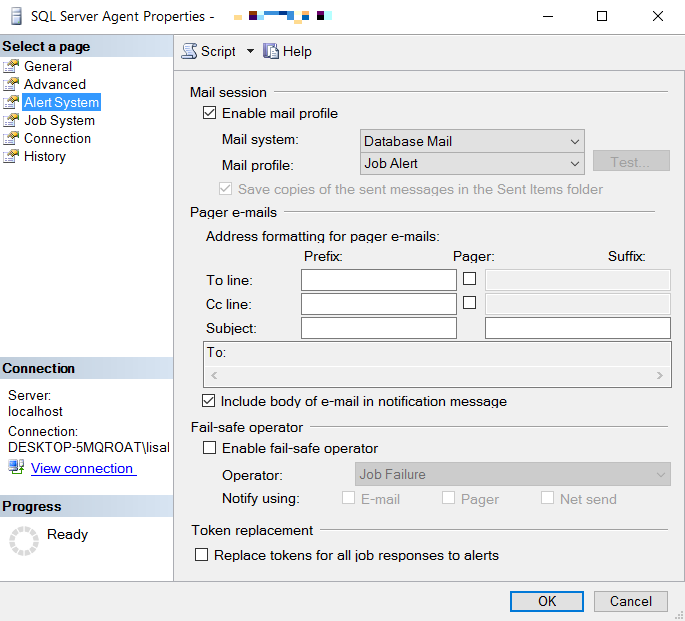 SQL Server Agent Properties -
Select a page
General
Advanced
Alert System
Job System
Connection
History
Connection
Server:
localhost
Connection:
DESKTOP-5MQROAT\lisal
View connection
Progress
Ready
Script Help
Mail session
Enable mail profile
Mail system: Database Mail
Mail profile: Job Alert Test...
Save copies of the sent messages in the Sent Items folder
Pager e-mails
Address formatting for pager e-mails:
Prefix: Pager: Suffix:
To line:
Cc line:
Subject:
To:
Include body of e-mail in notification message
Fail-safe operator
Enable fail-safe operator
Operator: Job Failure
Notify using: E-mail Pager Net send
Token replacement
Replace tokens for all job responses to alerts
OK Cancel